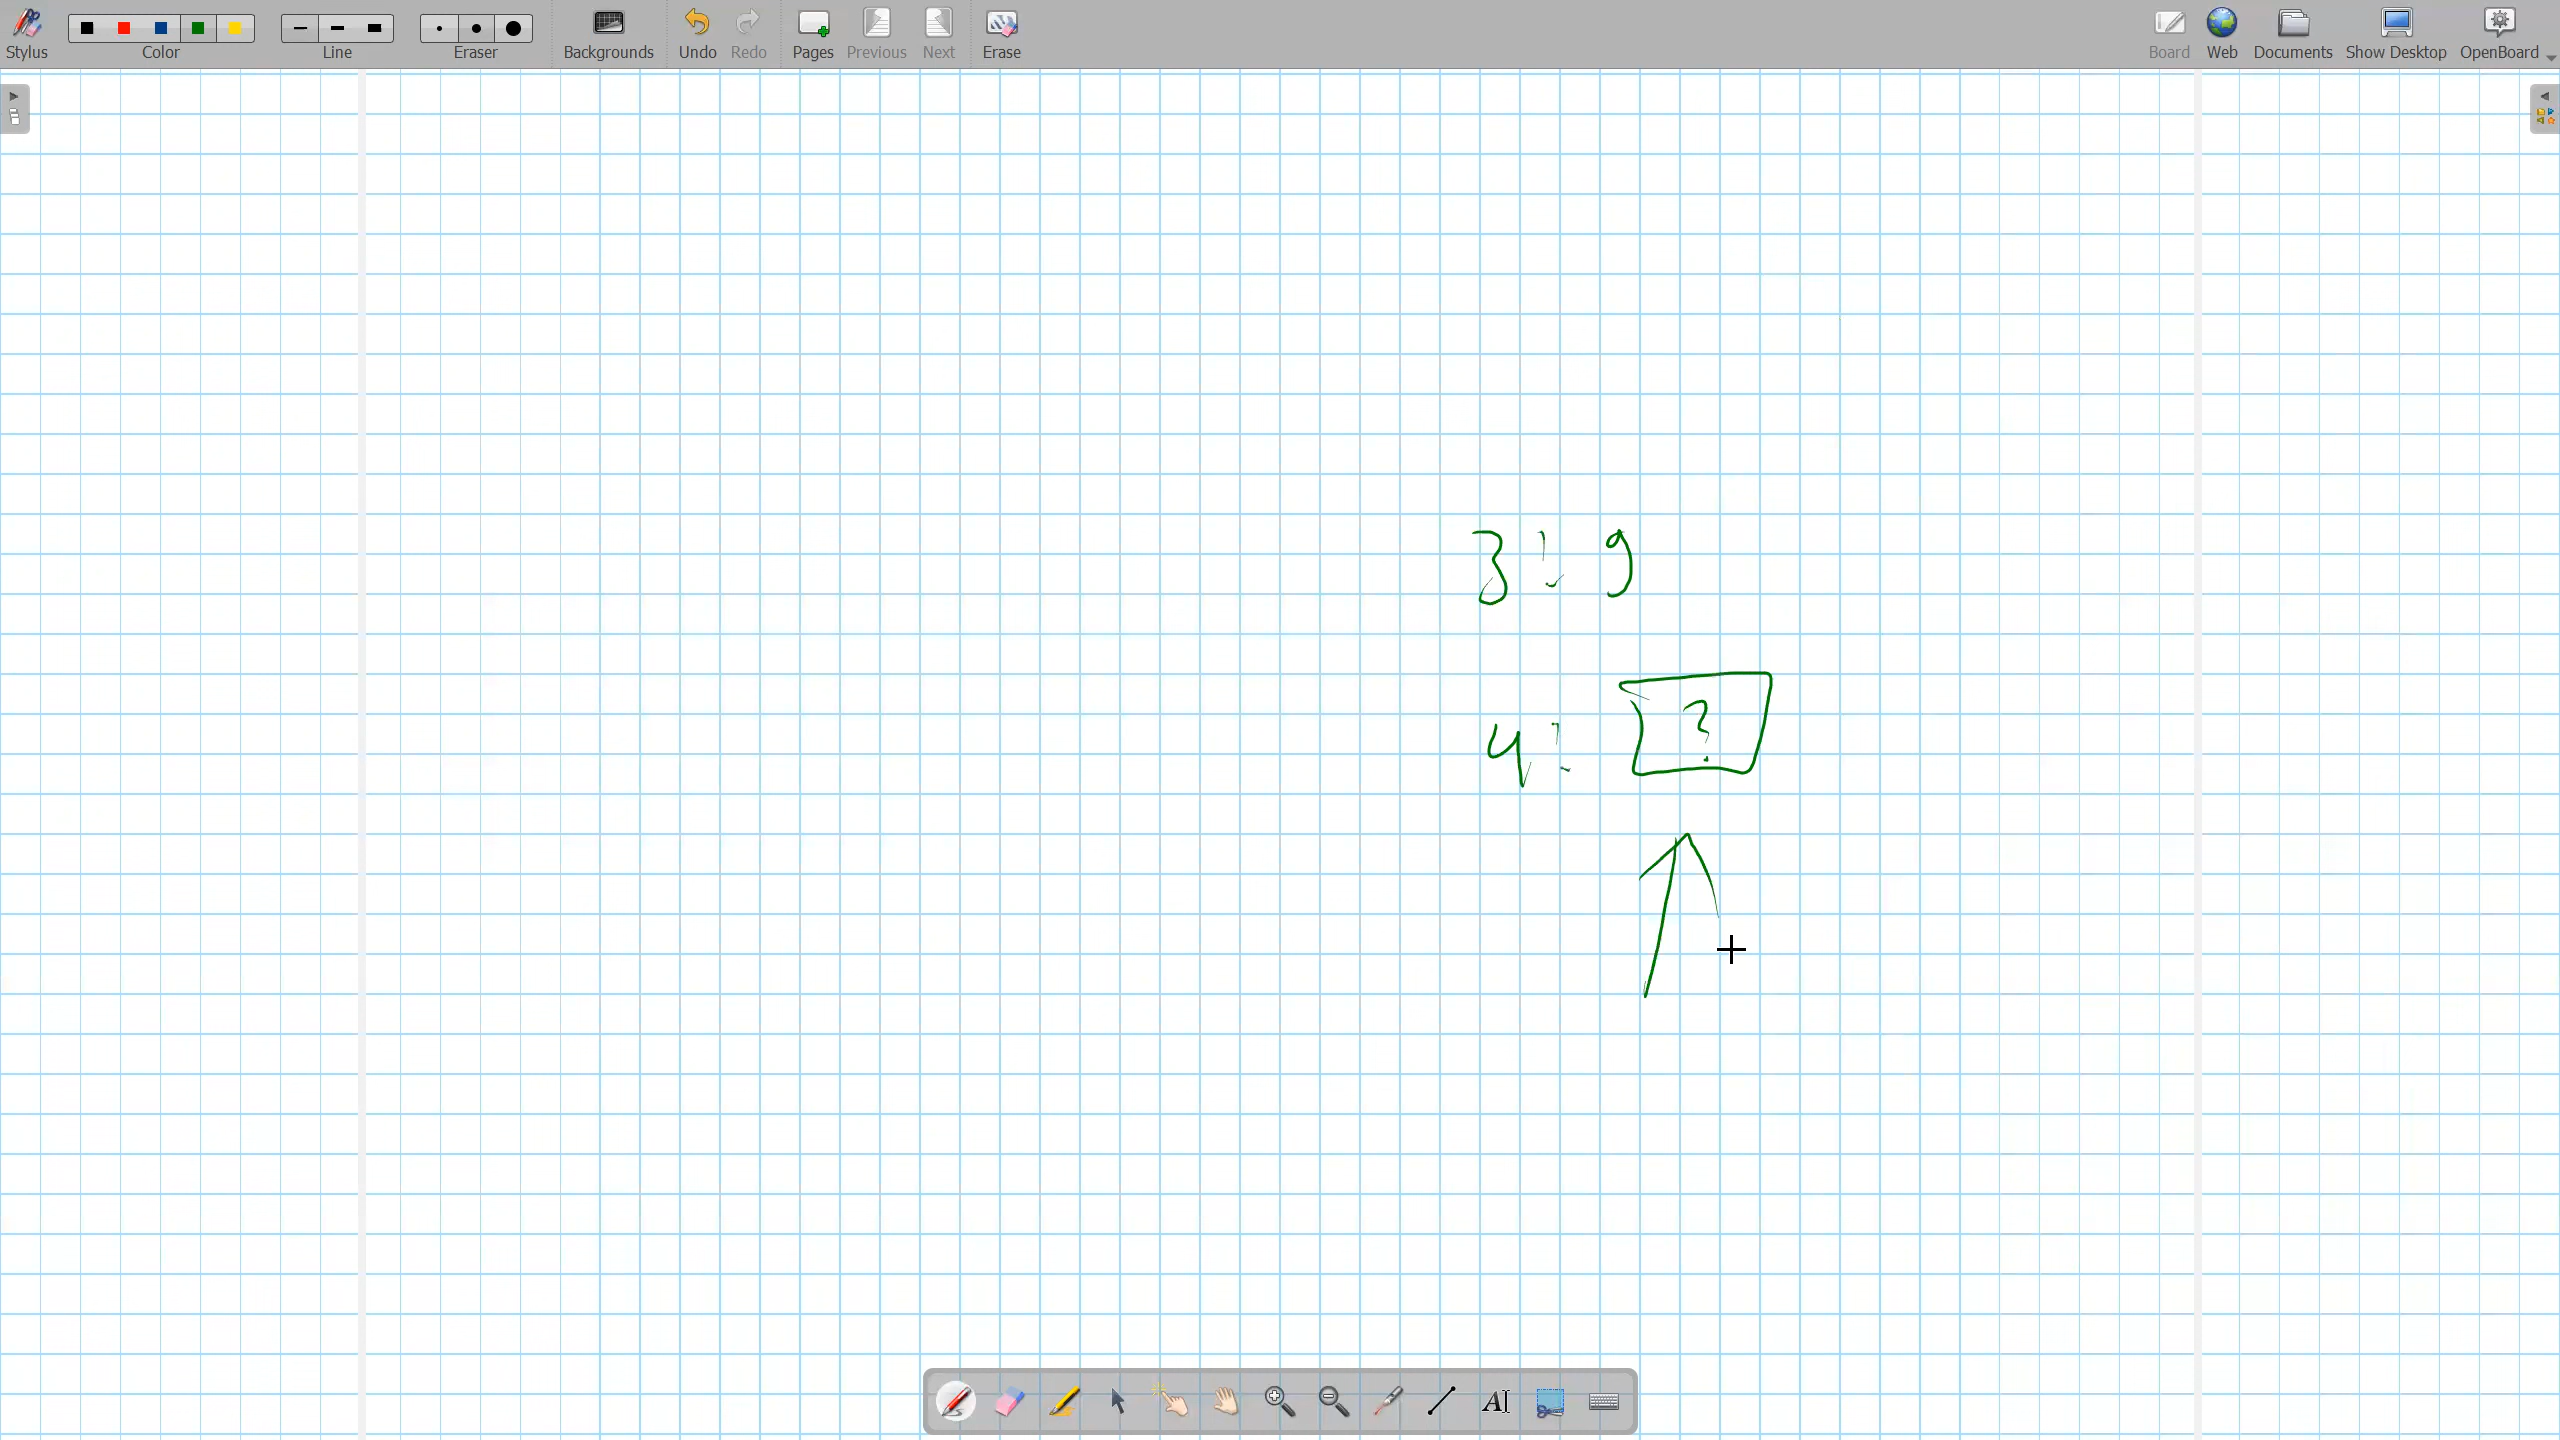 Stylus Color Line Eraser Backgrounds Undo Redo Pages Previous Next Erase Board Web Documents Show Desktop OpenBoard
3: 9
4: ?